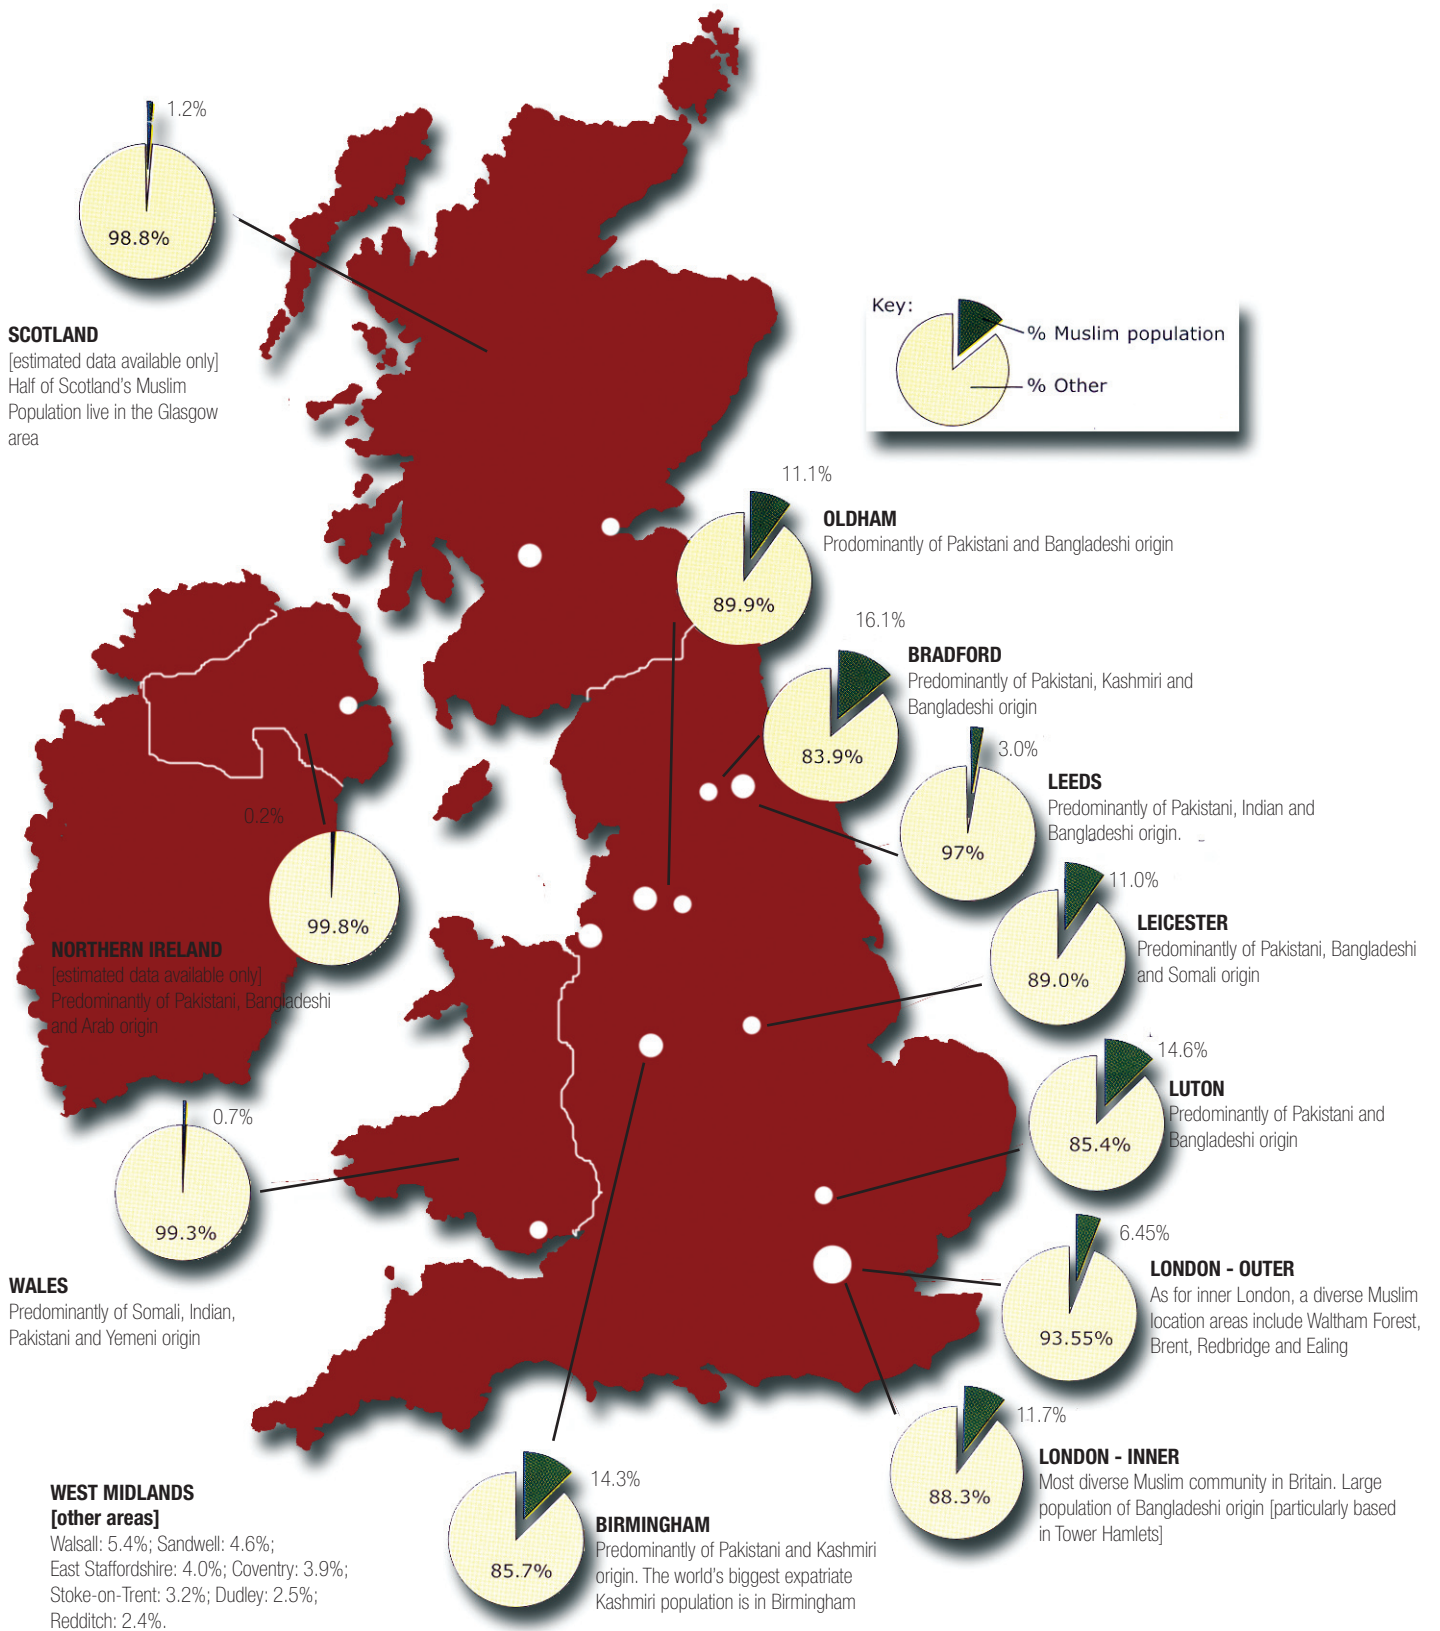 1.2%
98.8%
SCOTLAND
[estimated data available only]
Half of Scotland's Muslim
Population live in the Glasgow
area
Key:
% Muslim population
% Other
11.1%
89.9%
OLDHAM
Prodominantly of Pakistani and Bangladeshi origin
16.1%
83.9%
BRADFORD
Predominantly of Pakistani, Kashmiri and
Bangladeshi origin
3.0%
97%
LEEDS
Predominantly of Pakistani, Indian and
Bangladeshi origin.
0.2%
99.8%
NORTHERN IRELAND
[estimated data available only]
Predominantly of Pakistani, Bangladeshi
and Arab origin
11.0%
89.0%
LEICESTER
Predominantly of Pakistani, Bangladeshi
and Somali origin
14.6%
85.4%
LUTON
Predominantly of Pakistani and
Bangladeshi origin
0.7%
99.3%
WALES
Predominantly of Somali, Indian,
Pakistani and Yemeni origin
6.45%
93.55%
LONDON - OUTER
As for inner London, a diverse Muslim
location areas include Waltham Forest,
Brent, Redbridge and Ealing
11.7%
88.3%
LONDON - INNER
Most diverse Muslim community in Britain. Large
population of Bangladeshi origin [particularly based
in Tower Hamlets]
14.3%
85.7%
BIRMINGHAM
Predominantly of Pakistani and Kashmiri
origin. The world's biggest expatriate
Kashmiri population is in Birmingham
WEST MIDLANDS
[other areas]
Walsall: 5.4%; Sandwell: 4.6%;
East Staffordshire: 4.0%; Coventry: 3.9%;
Stoke-on-Trent: 3.2%; Dudley: 2.5%;
Redditch: 2.4%.